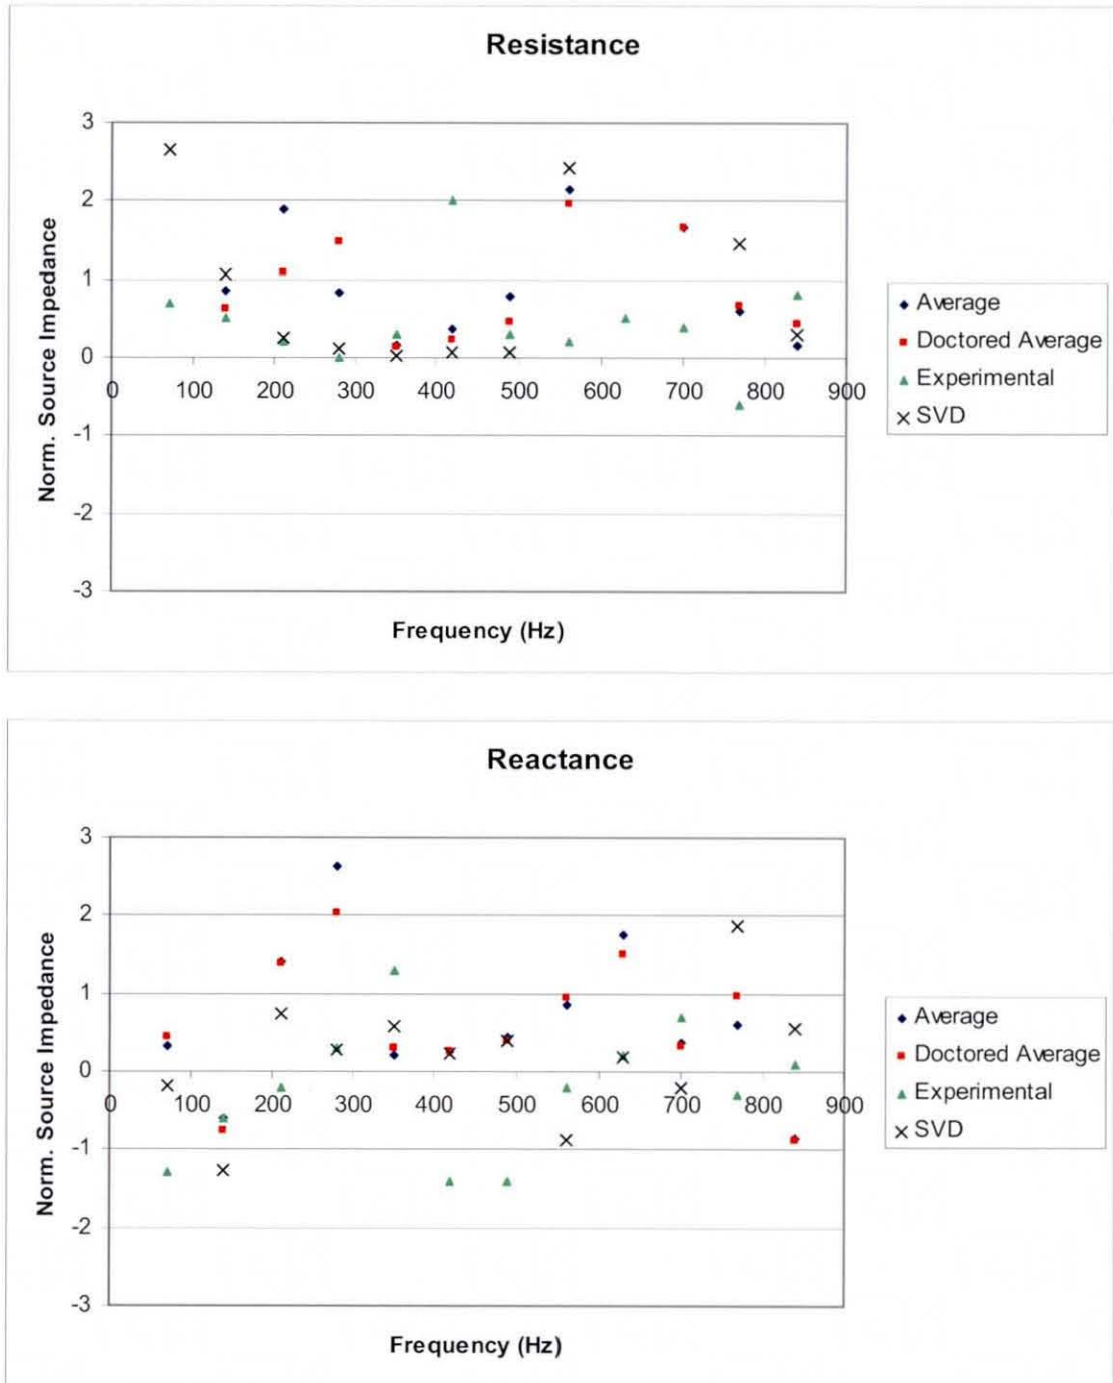 Resistance
3
2
1
0
-1
-2
-3
0 100 200 300 400 500 600 700 800 900
Norm. Source Impedance
Frequency (Hz)
Average
Doctored Average
Experimental
SVD
Reactance
3
2
1
0
-1
-2
-3
0 100 200 300 400 500 600 700 800 900
Norm. Source Impedance
Frequency (Hz)
Average
Doctored Average
Experimental
SVD